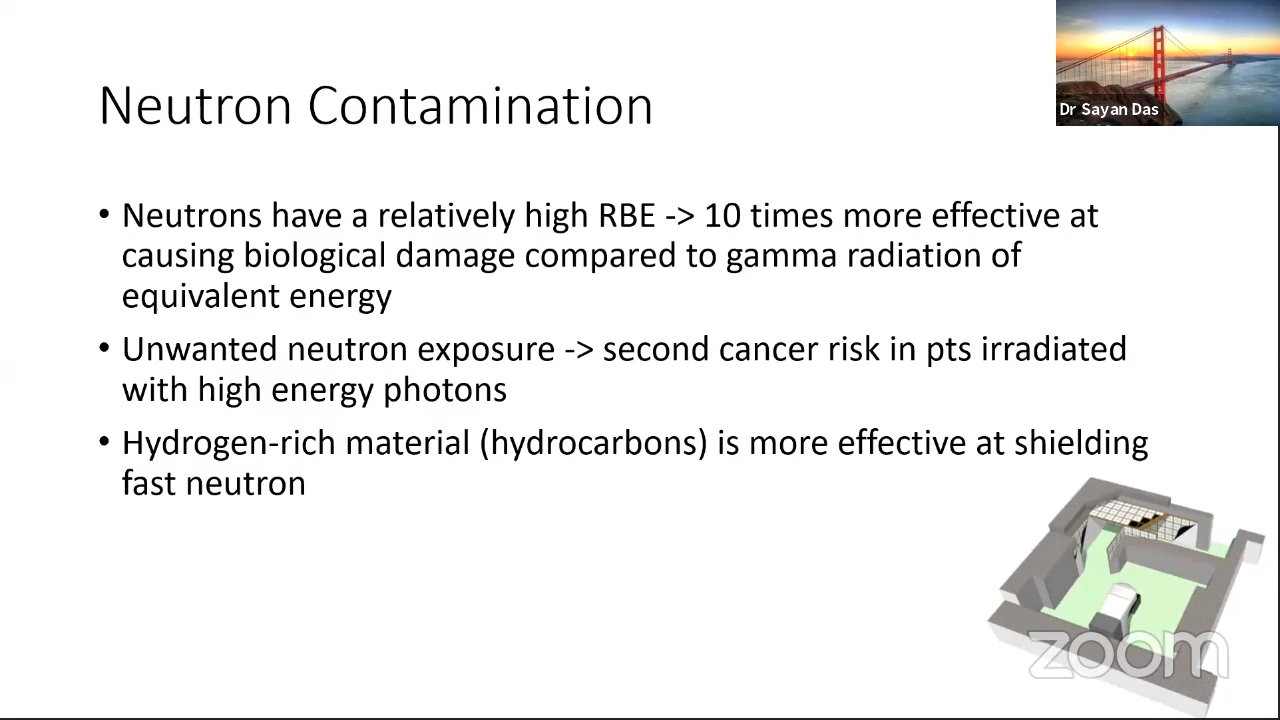 Neutron Contamination
Dr Sayan Das
• Neutrons have a relatively high RBE -> 10 times more effective at
causing biological damage compared to gamma radiation of
equivalent energy
• Unwanted neutron exposure -> second cancer risk in pts irradiated
with high energy photons
• Hydrogen-rich material (hydrocarbons) is more effective at shielding
fast neutron
zoom